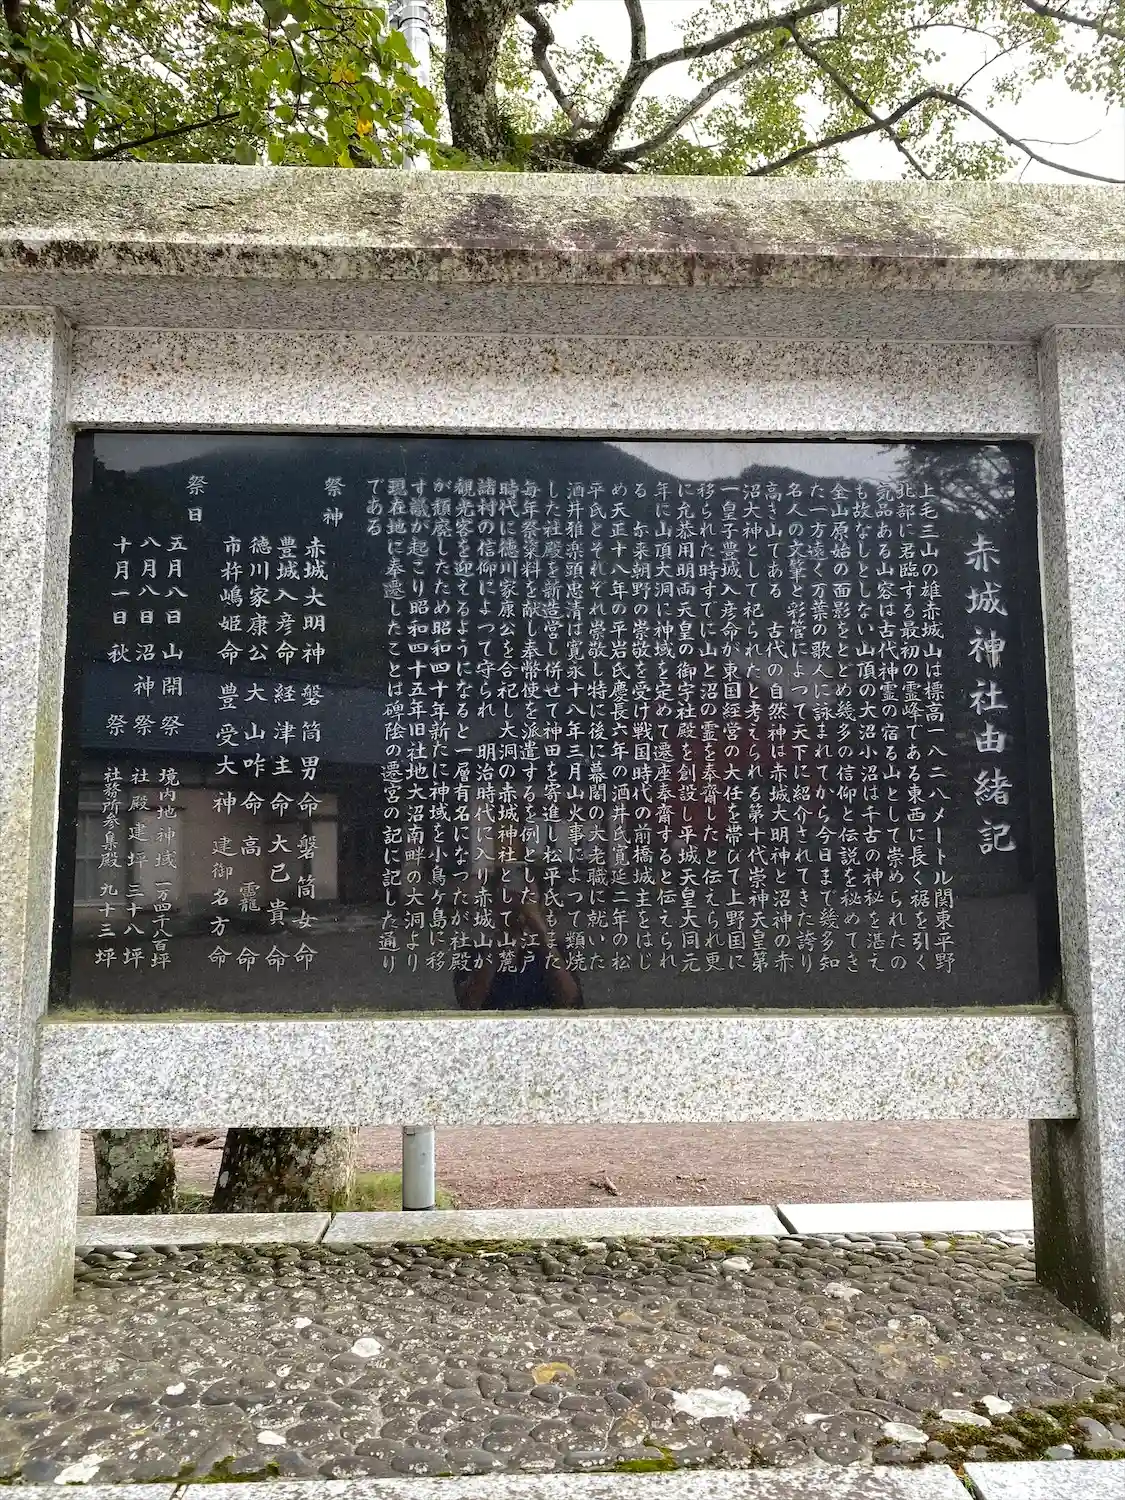 赤城神社由緒記
上毛三山の雄赤城山は標高一八二八メートル関東平野
北部に君臨する最初の霊峰である東西に長く裾を引く
気品ある山容は古代神霊の宿る山として崇められたの
も故なしとしない山頂の大沼小沼は千古の神秘を湛え
全山原始の面影をとどめ幾多の信仰と伝説を秘めてき
た一方遠く万葉の歌人に詠まれてから今日まで幾多知
名人の文筆と彩管によつて天下に紹介されてきた誇り
高き山である 古代の自然神は赤城大明神と沼神の赤
沼大神として祀られたと考えられる第十代崇神天皇第
一皇子豊城入彦命が東国経営の大任を帯びて上野国に
移られた時すでに山と沼の霊を奉齋したと伝えられ更
に允恭用明両天皇の御宇社殿を創設し平城天皇大同元
年に山頂大洞に神域を定めて遷座奉齋すると伝えられ
る 尓来朝野の崇敬を受け戦国時代の前橋城主をはじ
め天正十八年の平岩氏慶長六年の酒井氏寛延二年の松
平氏とそれぞれ崇敬し特に後に幕閣の大老職に就いた
酒井雅楽頭忠清は寛永十八年三月山火事によつて類焼
した社殿を新造営し併せて神田を寄進し松平氏もまた
毎年祭粢料を献し奉幣使を派遣するを例とした 江戸
時代に徳川家康公を合祀し大洞の赤城神社として山麓
諸村の信仰によつて守られ 明治時代に入り赤城山が
観光客を迎えるようになると一層有名になつたが社殿
が頽廃したため昭和四十年新たに神域を小鳥ヶ島に移
す議が起こり昭和四十五年旧社地大沼南畔の大洞より
現在地に奉遷したことは碑陰の遷宮の記に記した通り
である
祭神
赤城大明神 磐筒男命 磐筒女命
豊城入彦命 経津主命 大己貴命
徳川家康公 大山咋命 高龗命
市杵嶋姫命 豊受大神 建御名方命
祭日
五月八日 山開祭
八月八日 沼神祭
十月一日 秋祭
境内地神域 一万四千八百坪
社殿建坪 三十八坪
社務所参集殿 九十三坪